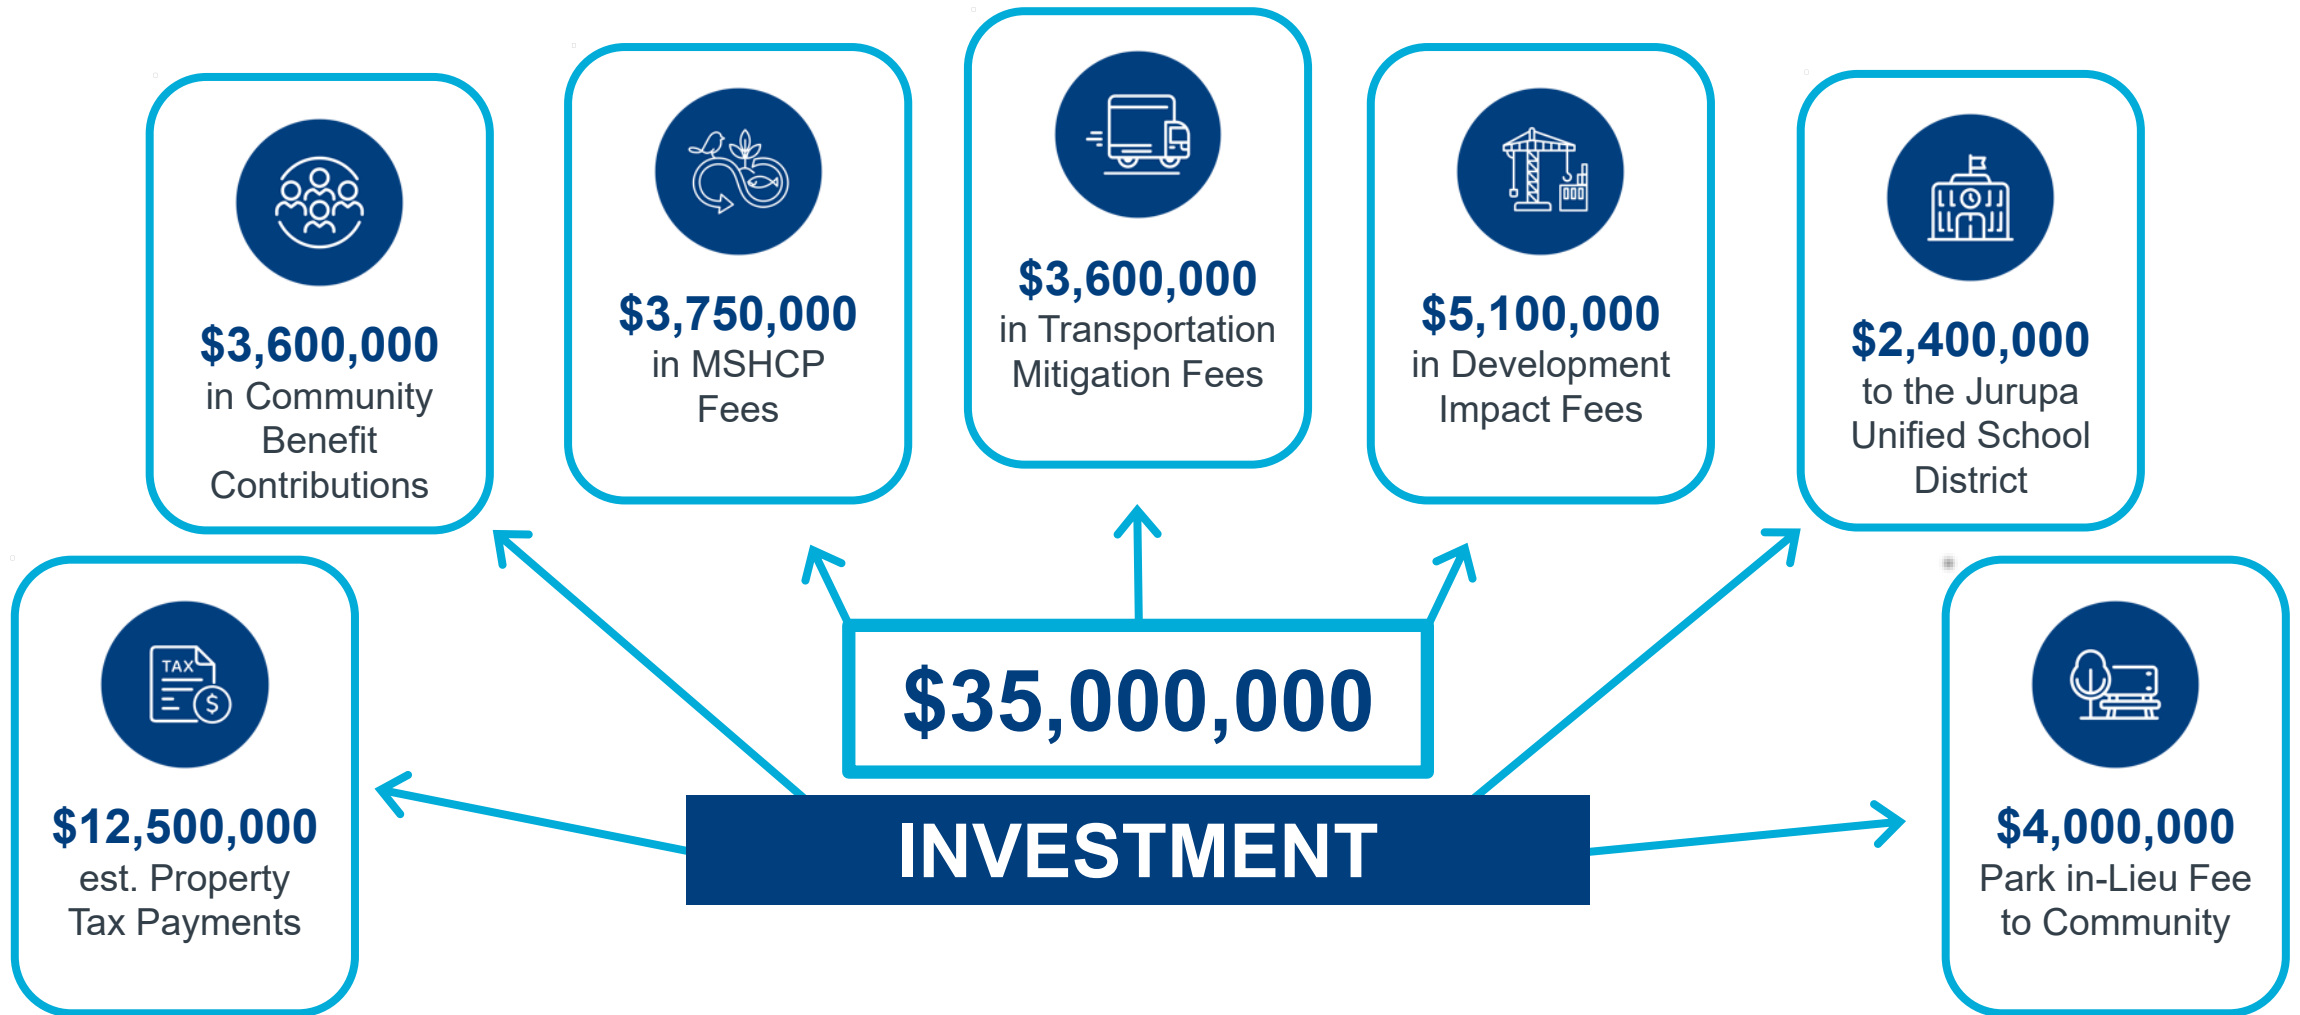 $3,600,000
in Community
Benefit
Contributions
$3,750,000
in MSHCP
Fees
$3,600,000
in Transportation
Mitigation Fees
$5,100,000
in Development
Impact Fees
$2,400,000
to the Jurupa
Unified School
District
TAX
$
$12,500,000
est. Property
Tax Payments
$35,000,000
INVESTMENT
$4,000,000
Park in-Lieu Fee
to Community